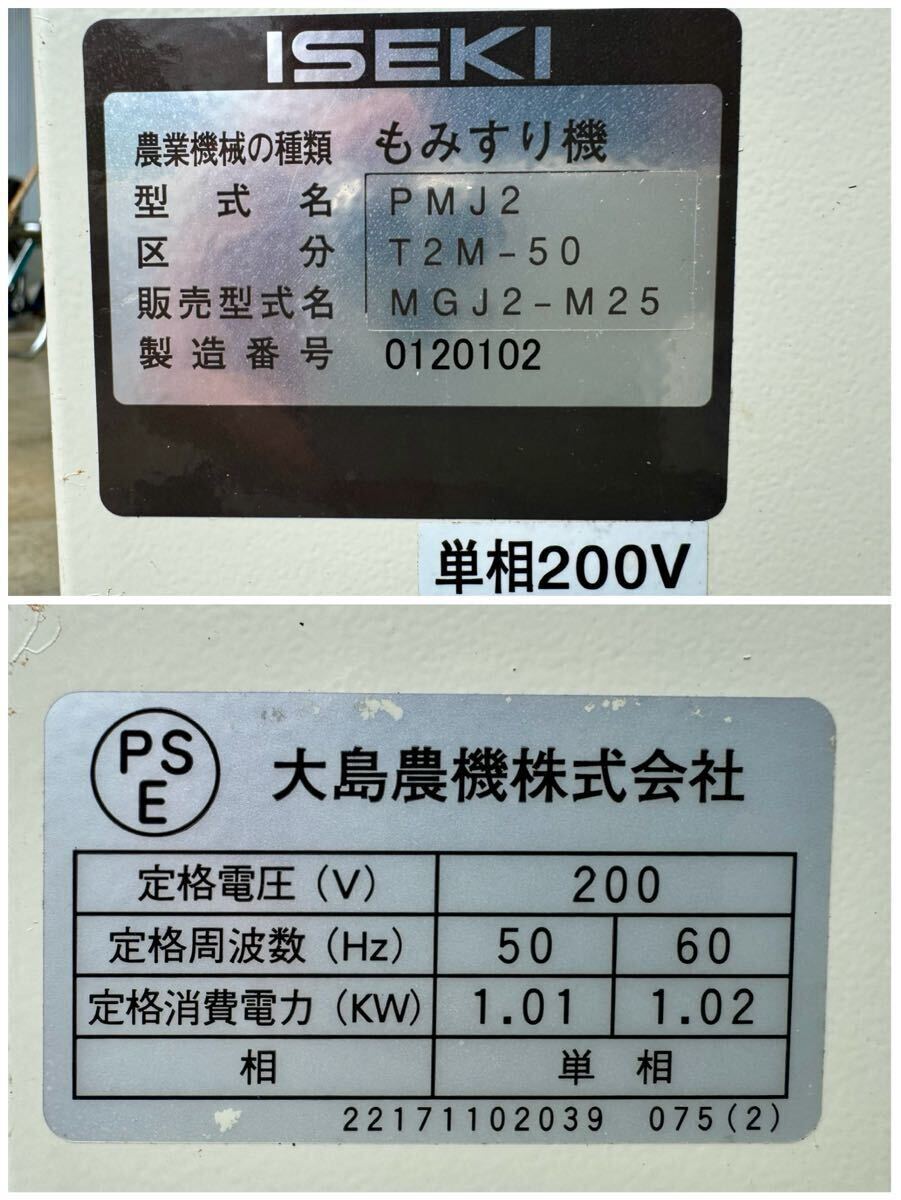 ISEKI
農業機械の種類 もみすり機
型式名 PMJ2
区分 T2M-50
販売型式名 MGJ2-M25
製造番号 0120102
単相200V
PSE 大島農機株式会社
定格電圧(V) 200
定格周波数(Hz) 50 60
定格消費電力(KW) 1.01 1.02
相 単相
22171102039 075(2)